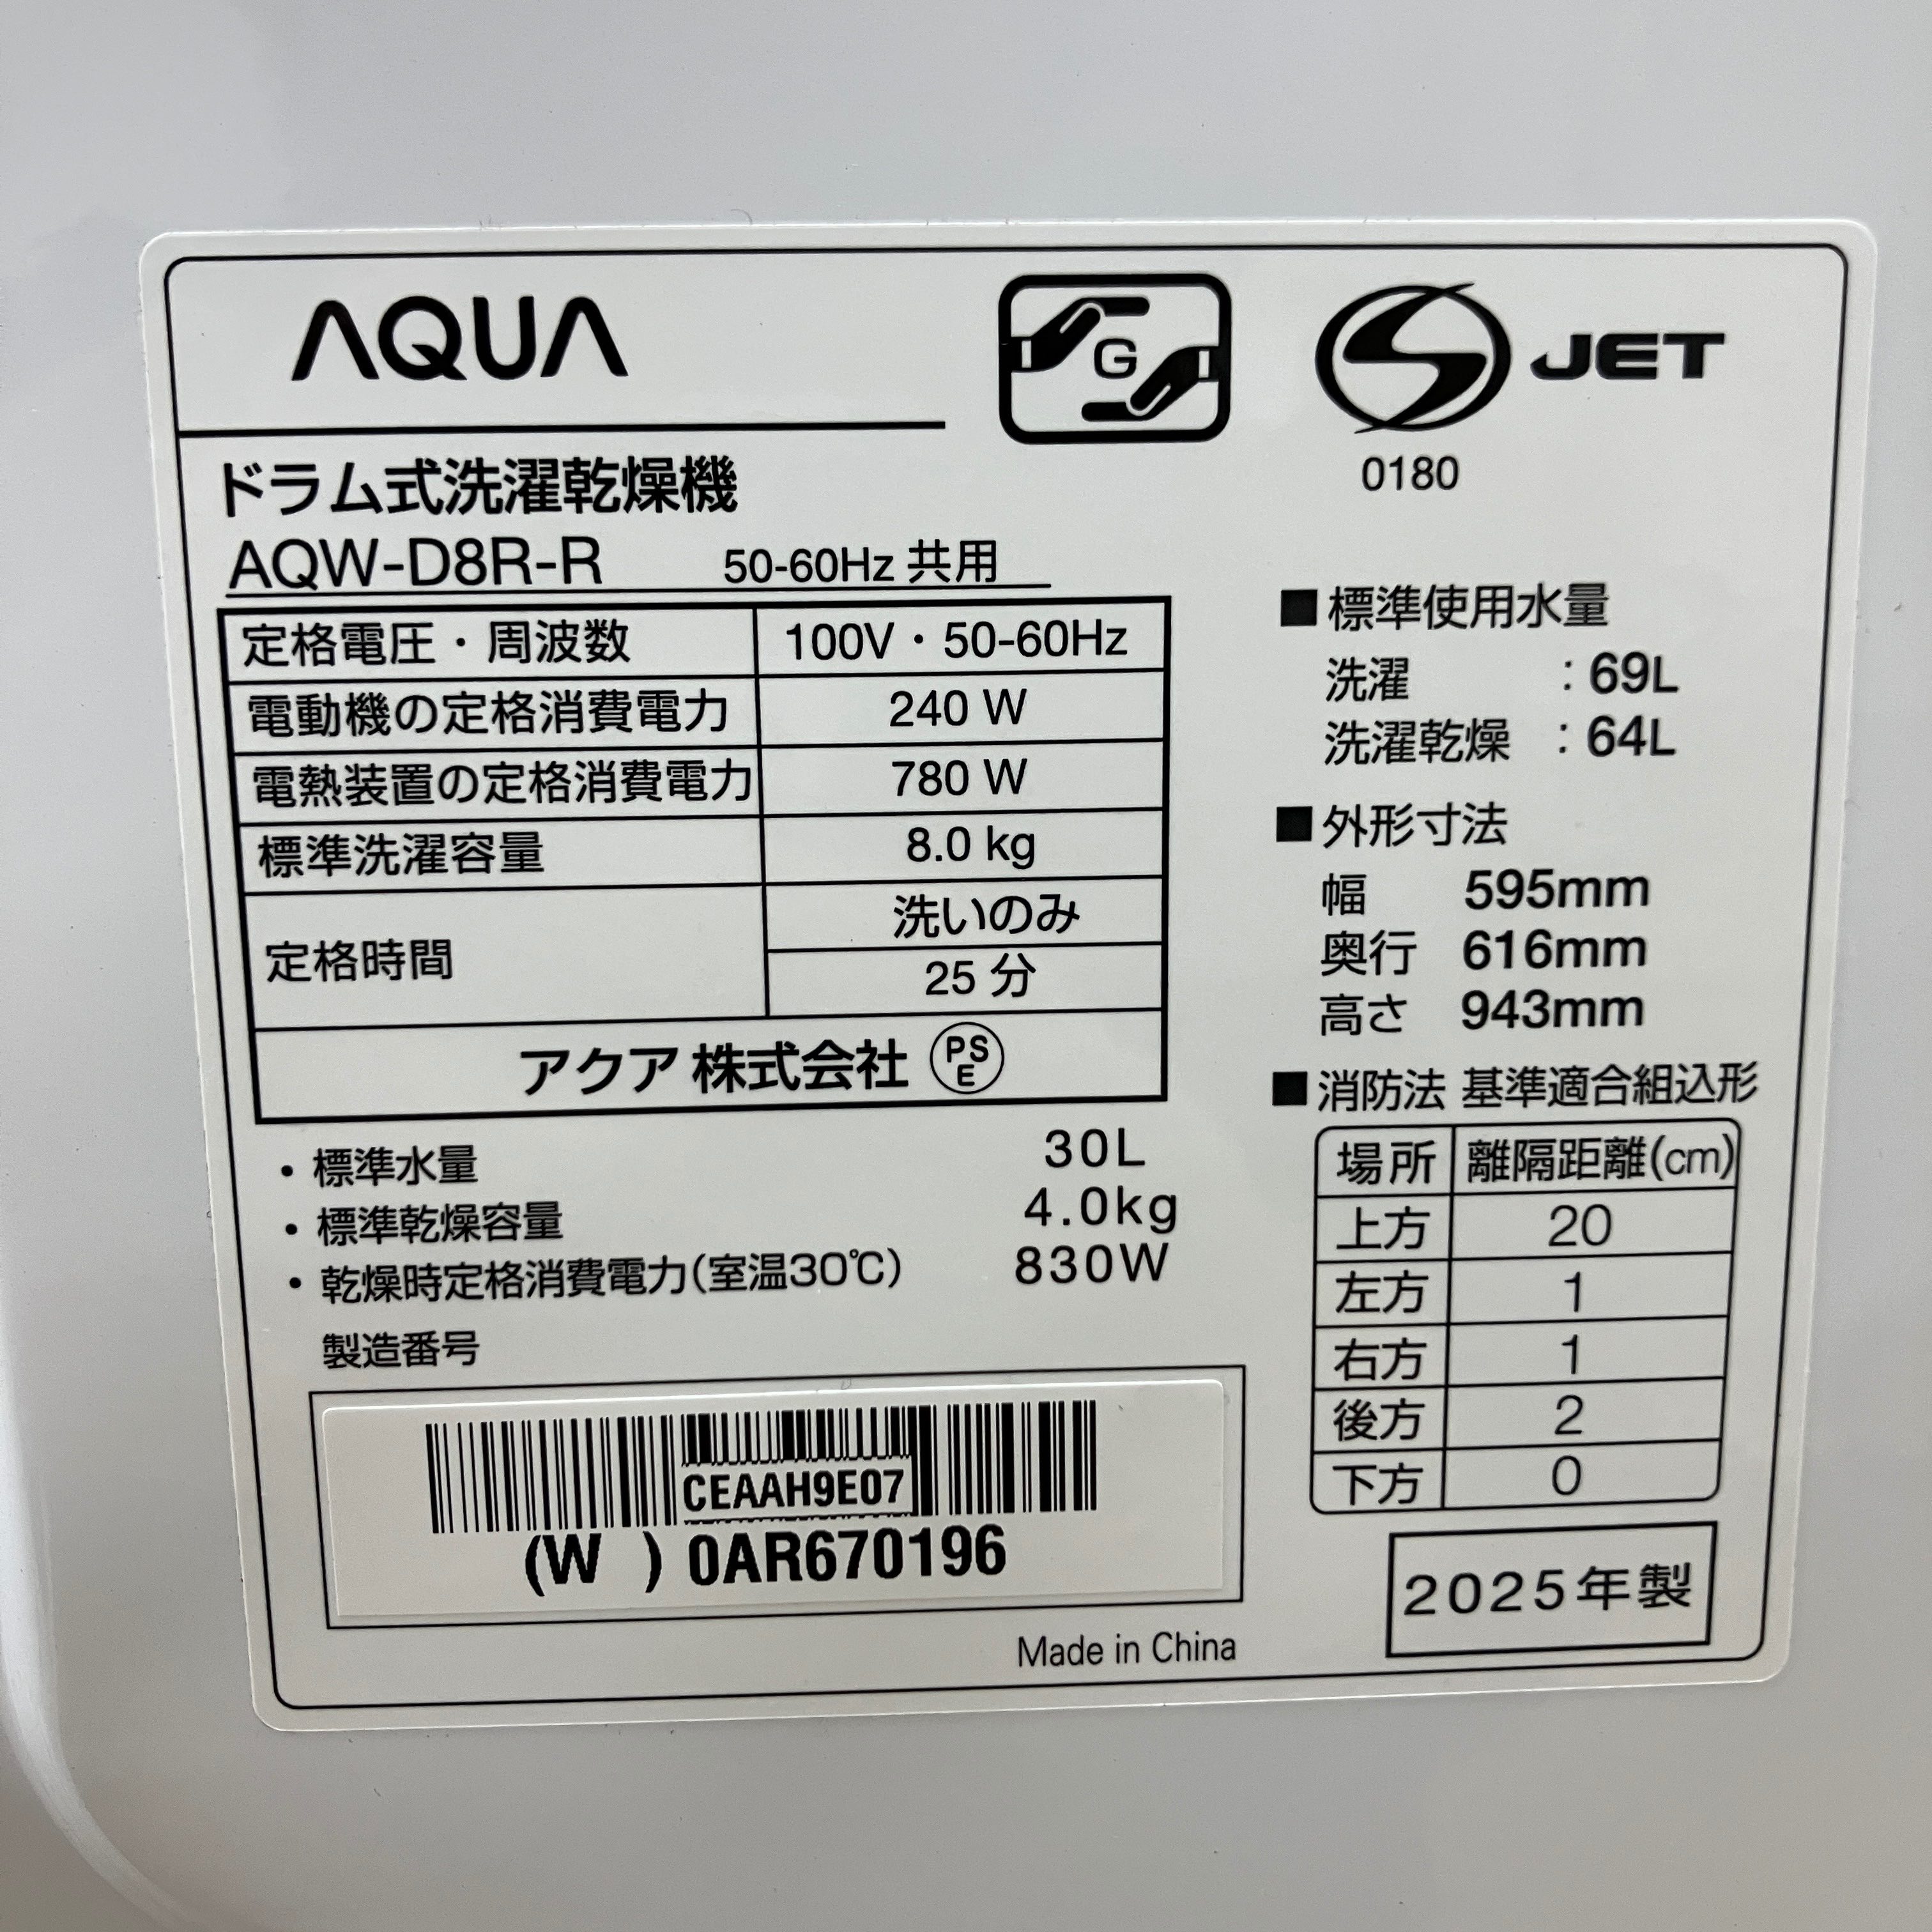 AQUA
G
S JET
0180
ドラム式洗濯乾燥機
AQW-D8R-R 50-60Hz 共用
定格電圧・周波数 100V・50-60Hz
電動機の定格消費電力 240 W
電熱装置の定格消費電力 780 W
標準洗濯容量 8.0 kg
定格時間 洗いのみ
25 分
アクア 株式会社 PSE
・標準水量 30L
・標準乾燥容量 4.0kg
・乾燥時定格消費電力(室温30℃) 830W
製造番号
CEAAH9E07
(W ) 0AR670196
Made in China
■標準使用水量
洗濯 : 69L
洗濯乾燥 : 64L
■外形寸法
幅 595mm
奥行 616mm
高さ 943mm
■消防法 基準適合組込形
場所 離隔距離(cm)
上方 20
左方 1
右方 1
後方 2
下方 0
2025年製